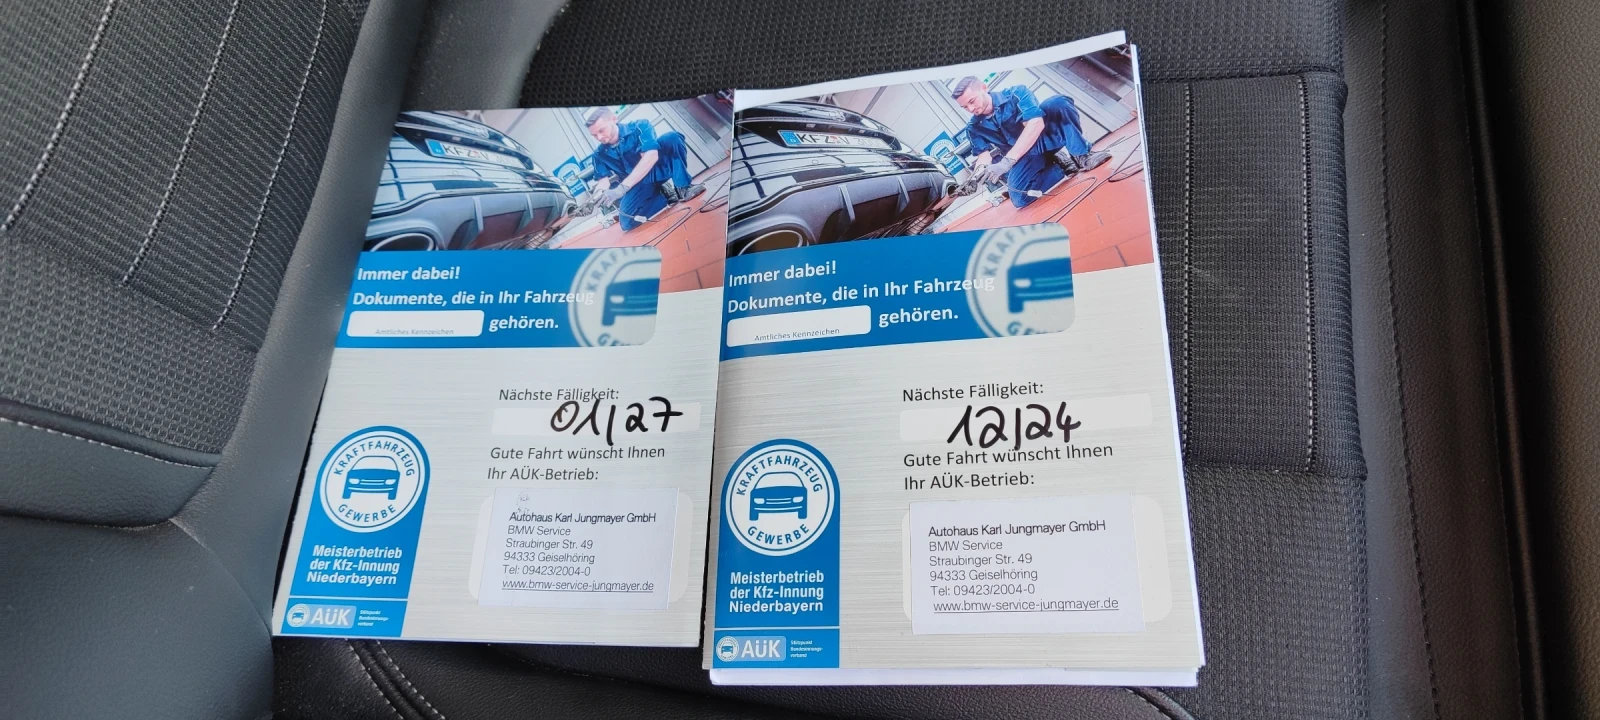 KFZ
Immer dabei!
Dokumente, die in Ihr Fahrzeug
Amtliches Kennzeichen
gehören.
Nächste Fälligkeit:
01/27
Gute Fahrt wünscht Ihnen
Ihr AÜK-Betrieb:
KRAFTFAHRZEUG
GEWERBE
Autohaus Karl Jungmayer GmbH
BMW Service
Straubinger Str. 49
94333 Geiselhöring
Tel: 09423/2004-0
www.bmw-service-jungmayer.de
Meisterbetrieb
der Kfz-Innung
Niederbayern
AÜK
KFZ
Immer dabei!
Dokumente, die in Ihr Fahrzeug
Amtliches Kennzeichen
gehören.
Nächste Fälligkeit:
12/24
Gute Fahrt wünscht Ihnen
Ihr AÜK-Betrieb:
KRAFTFAHRZEUG
GEWERBE
Autohaus Karl Jungmayer GmbH
BMW Service
Straubinger Str. 49
94333 Geiselhöring
Tel: 09423/2004-0
www.bmw-service-jungmayer.de
Meisterbetrieb
der Kfz-Innung
Niederbayern
AÜK